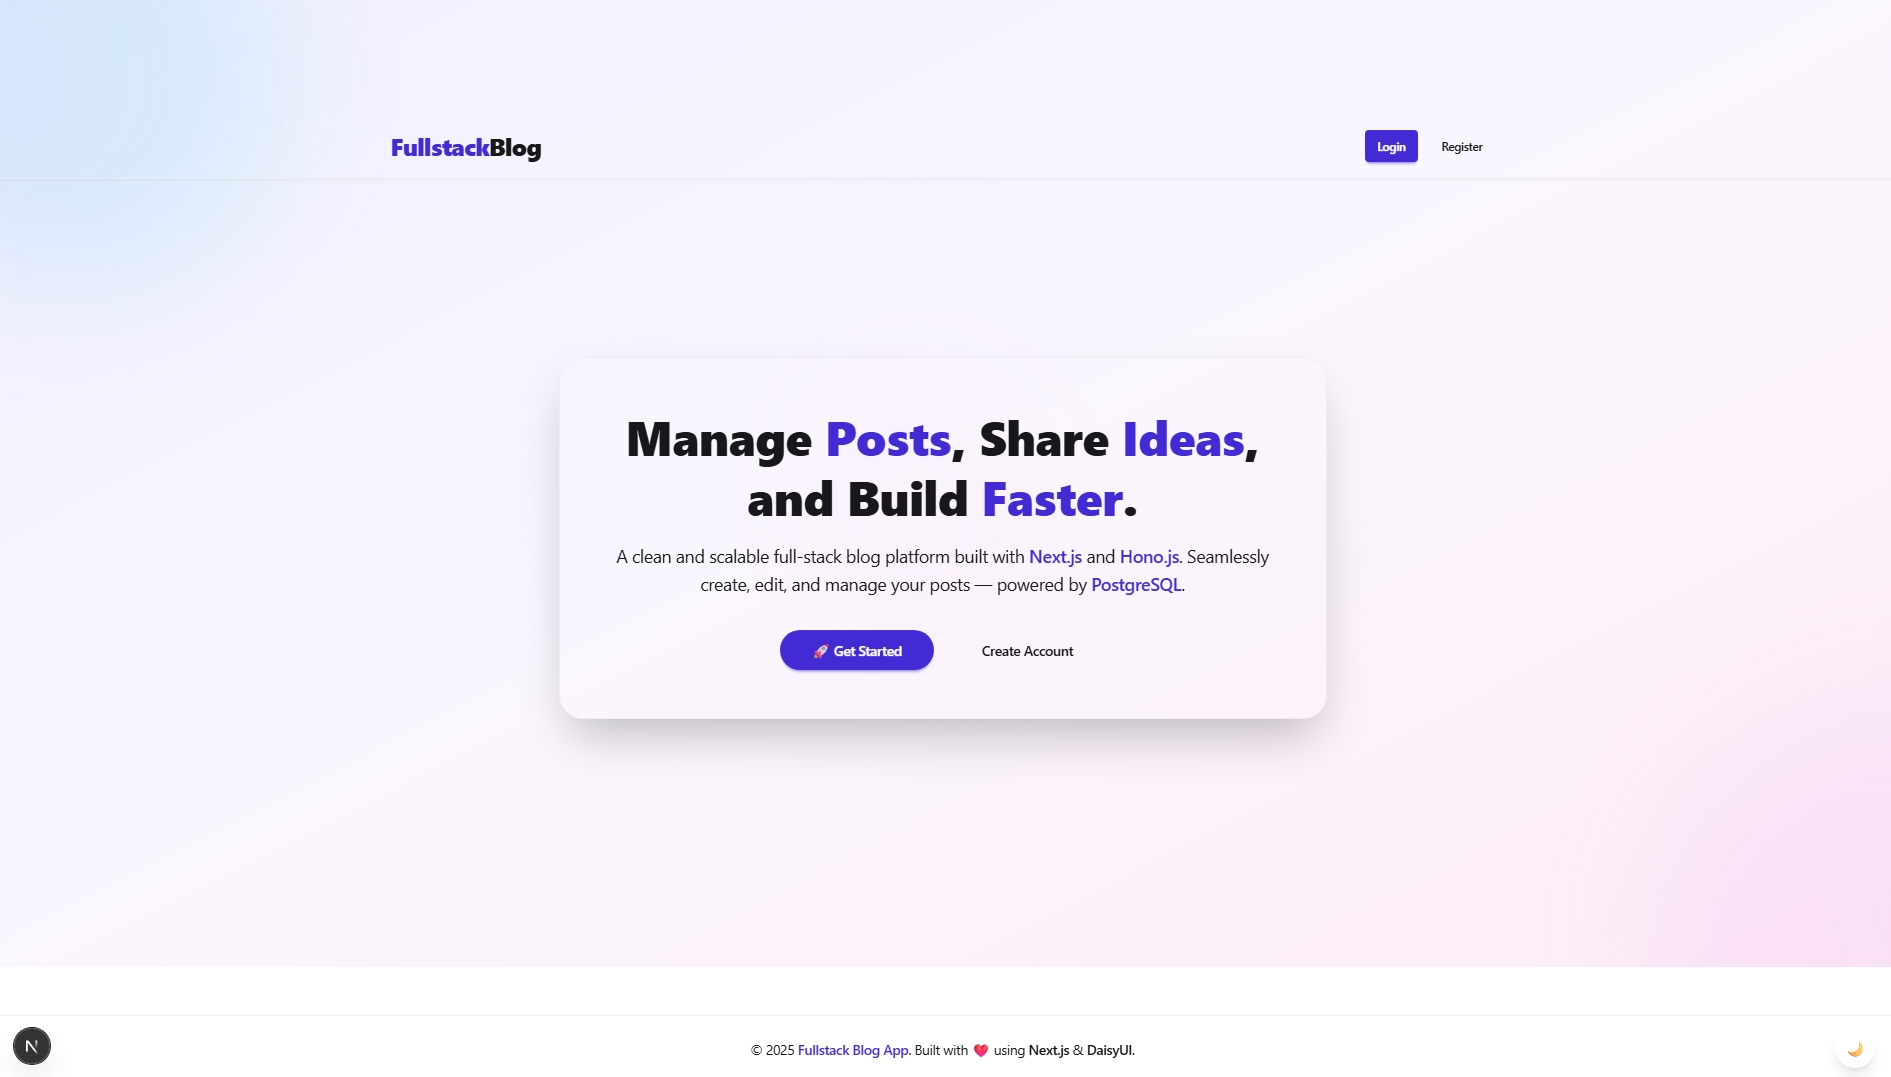 FullstackBlog
Login
Register
Manage Posts, Share Ideas,
and Build Faster.
A clean and scalable full-stack blog platform built with Next.js and Hono.js. Seamlessly
create, edit, and manage your posts — powered by PostgreSQL.
🚀 Get Started
Create Account
N
© 2025 Fullstack Blog App. Built with ❤️ using Next.js & DaisyUI.